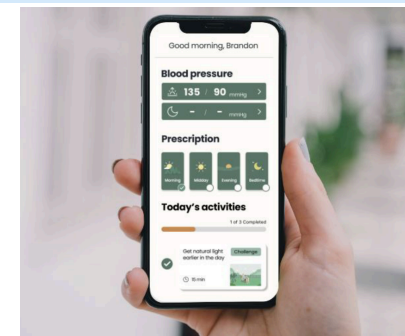 Good morning, Brandon
Blood pressure
135 / 90 mmHg >
- / - mmHg >
Prescription
Morning Midday Evening Bedtime
Today's activities
1 of 3 Completed
Get natural light Challenge
earlier in the day
15 min